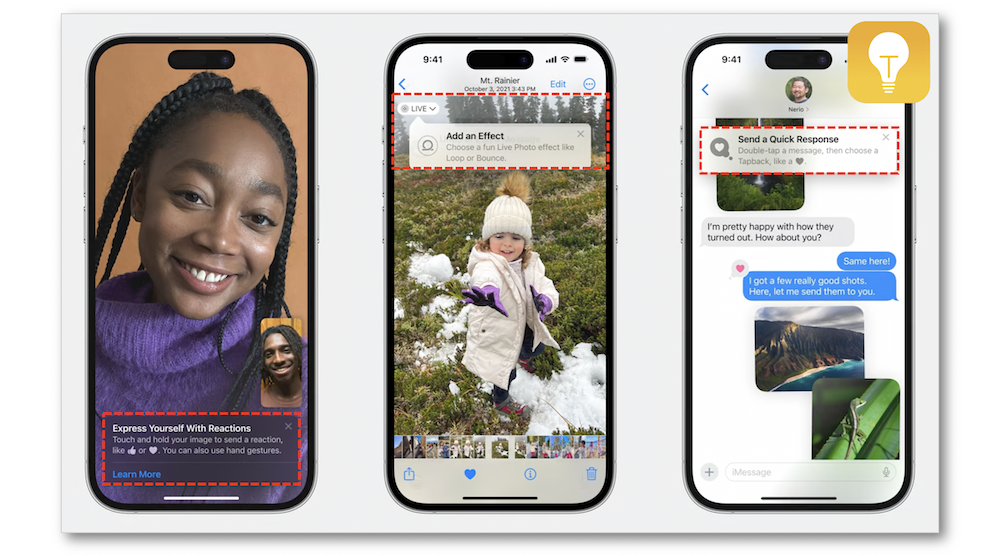 Express Yourself With Reactions
Touch and hold your image to send a reaction,
like 👍 or ♥. You can also use hand gestures.
Learn More
9:41
Mt. Rainier
October 3, 2021 3:43 PM
Edit
LIVE
Add an Effect
Choose a fun Live Photo effect like
Loop or Bounce.
9:41
Nerio
Send a Quick Response
Double-tap a message, then choose a
Tapback, like a ♥.
I'm pretty happy with how they
turned out. How about you?
Same here!
I got a few really good shots.
Here, let me send them to you.
iMessage
T